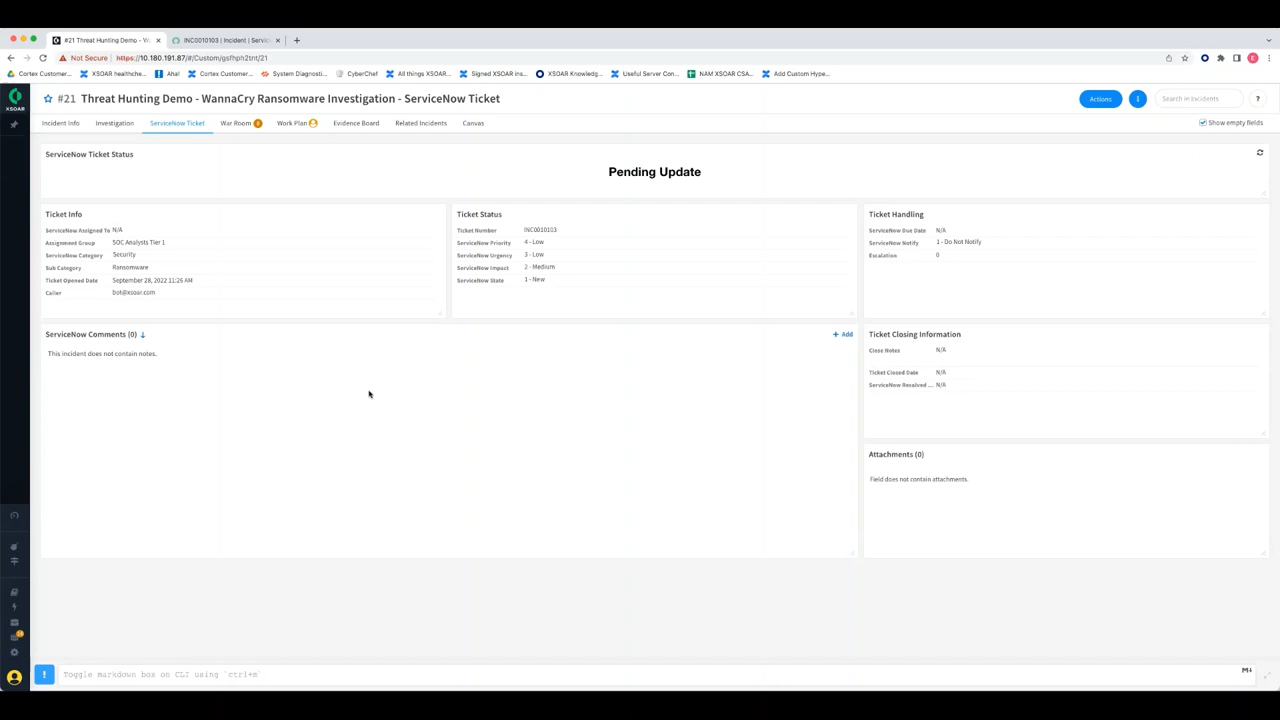 #21 Threat Hunting Demo - W
INC0010103 | Incident | Servic
Not Secure https://10.180.191.87/#/Custom/gsfhph2tnt/21
Cortex Customer... XSOAR healthche... Aha! Cortex Customer... System Diagnosti... CyberChef All things XSOAR... Signed XSOAR ins... XSOAR Knowledg... Useful Server Con... NAM XSOAR CSA... Add Custom Hype...
XSOAR
#21 Threat Hunting Demo - WannaCry Ransomware Investigation - ServiceNow Ticket
Actions
Search in Incidents
?
Incident Info Investigation ServiceNow Ticket War Room Work Plan Evidence Board Related Incidents Canvas
Show empty fields
ServiceNow Ticket Status
Pending Update
Ticket Info
ServiceNow Assigned To N/A
Assignment Group SOC Analysts Tier 1
ServiceNow Category Security
Sub Category Ransomware
Ticket Opened Date September 28, 2022 11:26 AM
Caller bot@xsoar.com
Ticket Status
Ticket Number INC0010103
ServiceNow Priority 4 - Low
ServiceNow Urgency 3 - Low
ServiceNow Impact 2 - Medium
ServiceNow State 1 - New
Ticket Handling
ServiceNow Due Date N/A
ServiceNow Notify 1 - Do Not Notify
Escalation 0
ServiceNow Comments (0)
+ Add
This incident does not contain notes.
Ticket Closing Information
Close Notes N/A
Ticket Closed Date N/A
ServiceNow Resolved ... N/A
Attachments (0)
Field does not contain attachments.
! Toggle markdown box on CLI using `ctrl+m`
M